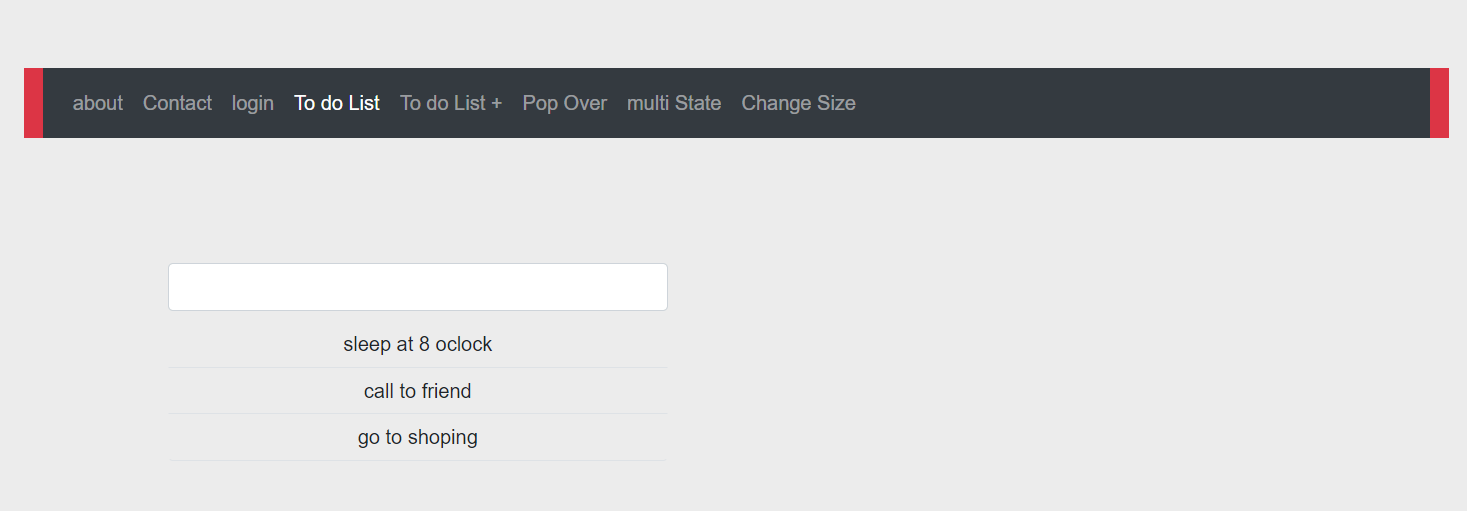 about Contact login To do List To do List + Pop Over multi State Change Size
sleep at 8 oclock
call to friend
go to shoping